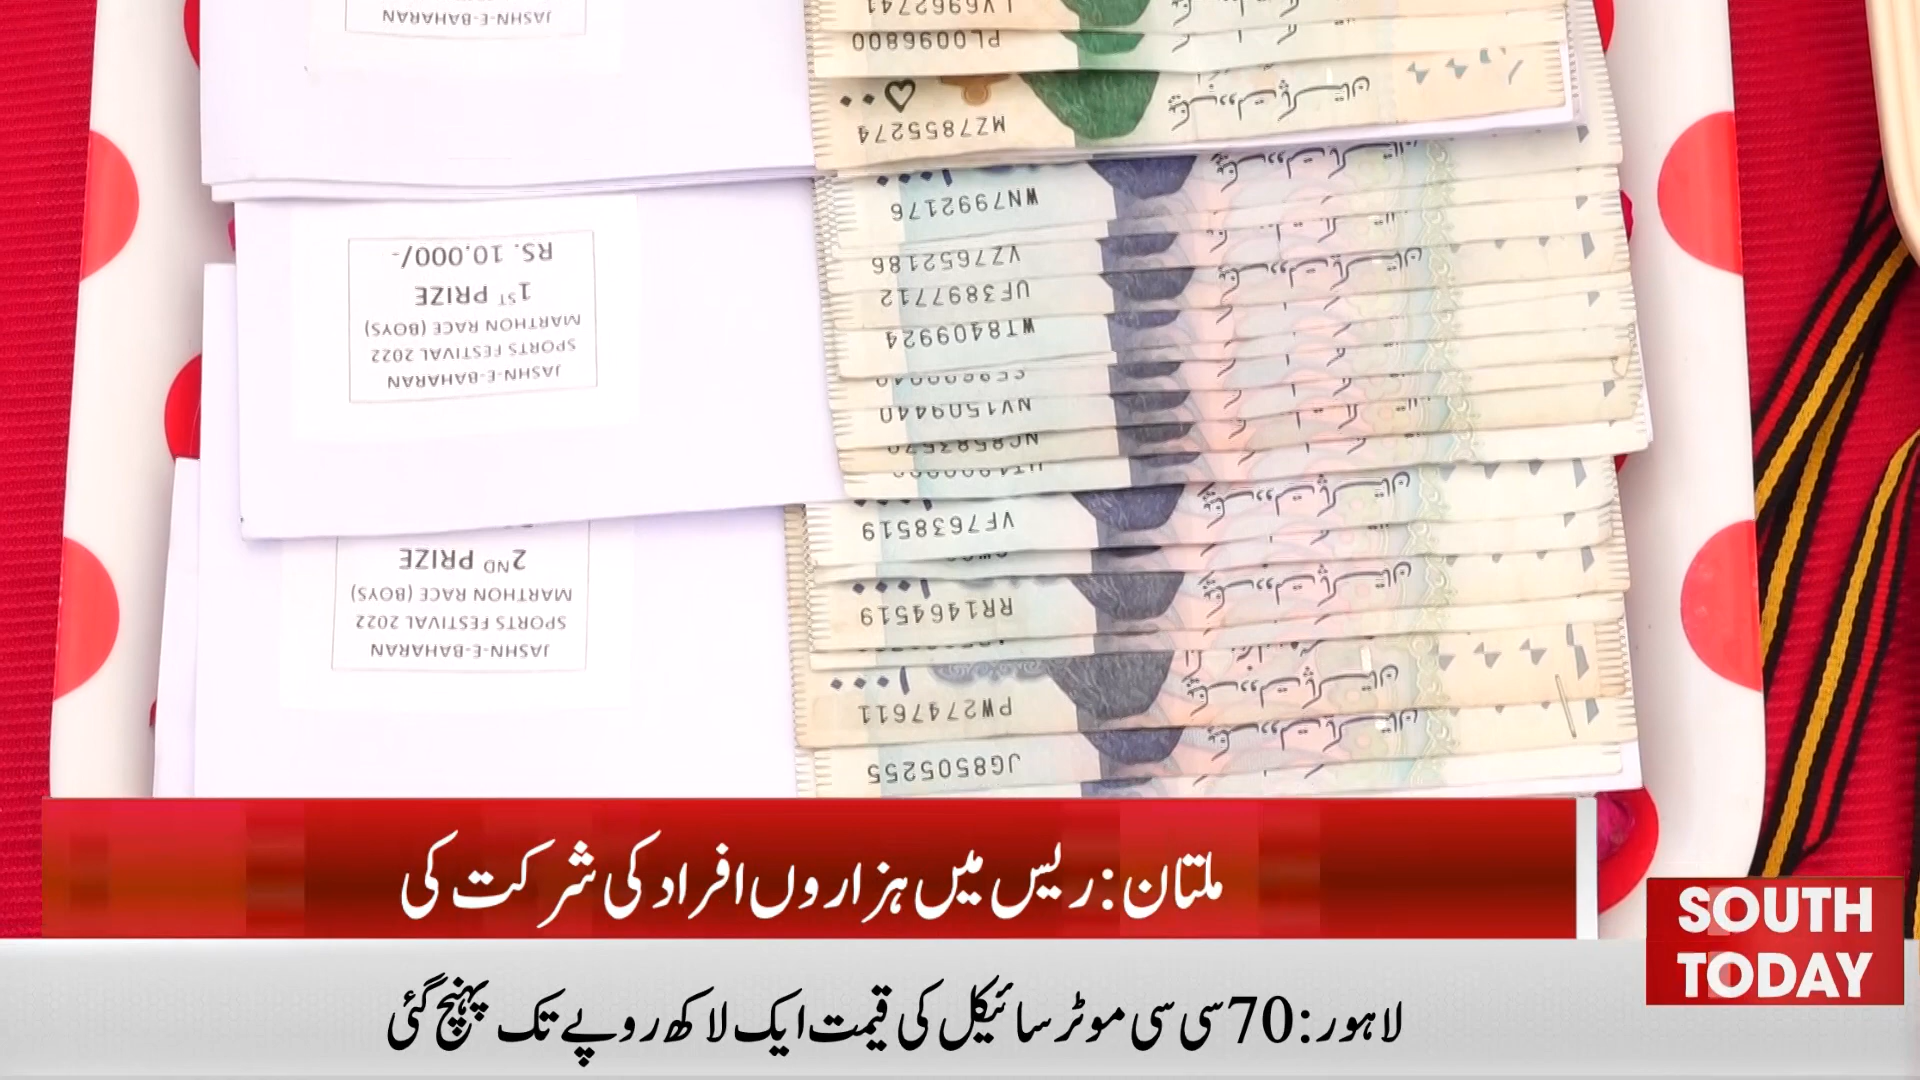 JASHN-E-BAHARAN
LV6962741
PL0096800
MZ7855274
WN7992176
VZ7652186
UF3897712
WT8409924
NV1509440
VF7638519
RR1464519
PW2747611
JG8505255
JASHN-E-BAHARAN
SPORTS FESTIVAL 2022
MARTHON RACE (BOYS)
1ST PRIZE
RS. 10.000/-
JASHN-E-BAHARAN
SPORTS FESTIVAL 2022
MARTHON RACE (BOYS)
2ND PRIZE
ملتان: ریس میں ہزاروں افراد کی شرکت کی
SOUTH
TODAY
لاہور: 70 سی سی موٹر سائیکل کی قیمت ایک لاکھ روپے تک پہنچ گئی